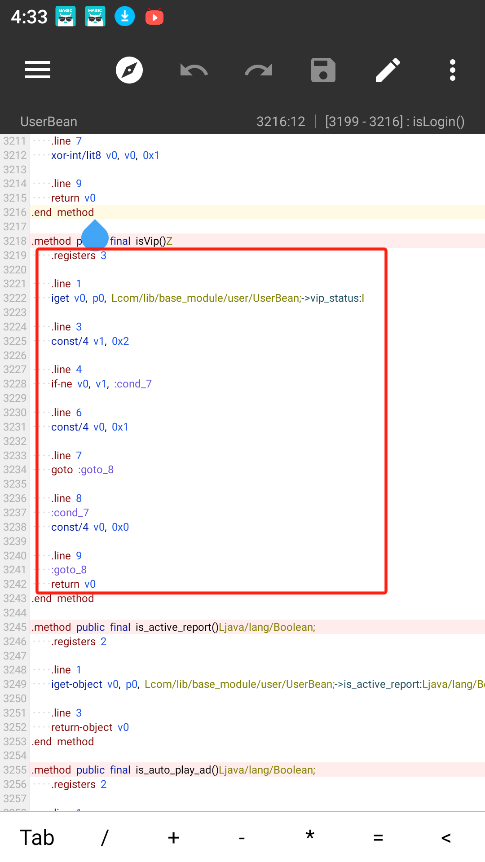 4:33
UserBean 3216:12 | [3199 - 3216] : isLogin()
3211 .line 7
3212 xor-int/lit8 v0, v0, 0x1
3213
3214 .line 9
3215 return v0
3216 .end method
3217
3218 .method p final isVip()Z
3219 .registers 3
3220
3221 .line 1
3222 iget v0, p0, Lcom/lib/base_module/user/UserBean;->vip_status:I
3223
3224 .line 3
3225 const/4 v1, 0x2
3226
3227 .line 4
3228 if-ne v0, v1, :cond_7
3229
3230 .line 6
3231 const/4 v0, 0x1
3232
3233 .line 7
3234 goto :goto_8
3235
3236 .line 8
3237 :cond_7
3238 const/4 v0, 0x0
3239
3240 .line 9
3241 :goto_8
3242 return v0
3243 .end method
3244
3245 .method public final is_active_report()Ljava/lang/Boolean;
3246 .registers 2
3247
3248 .line 1
3249 iget-object v0, p0, Lcom/lib/base_module/user/UserBean;->is_active_report:Ljava/lang/B
3250
3251 .line 3
3252 return-object v0
3253 .end method
3254
3255 .method public final is_auto_play_ad()Ljava/lang/Boolean;
3256 .registers 2
3257
Tab / + - * = <